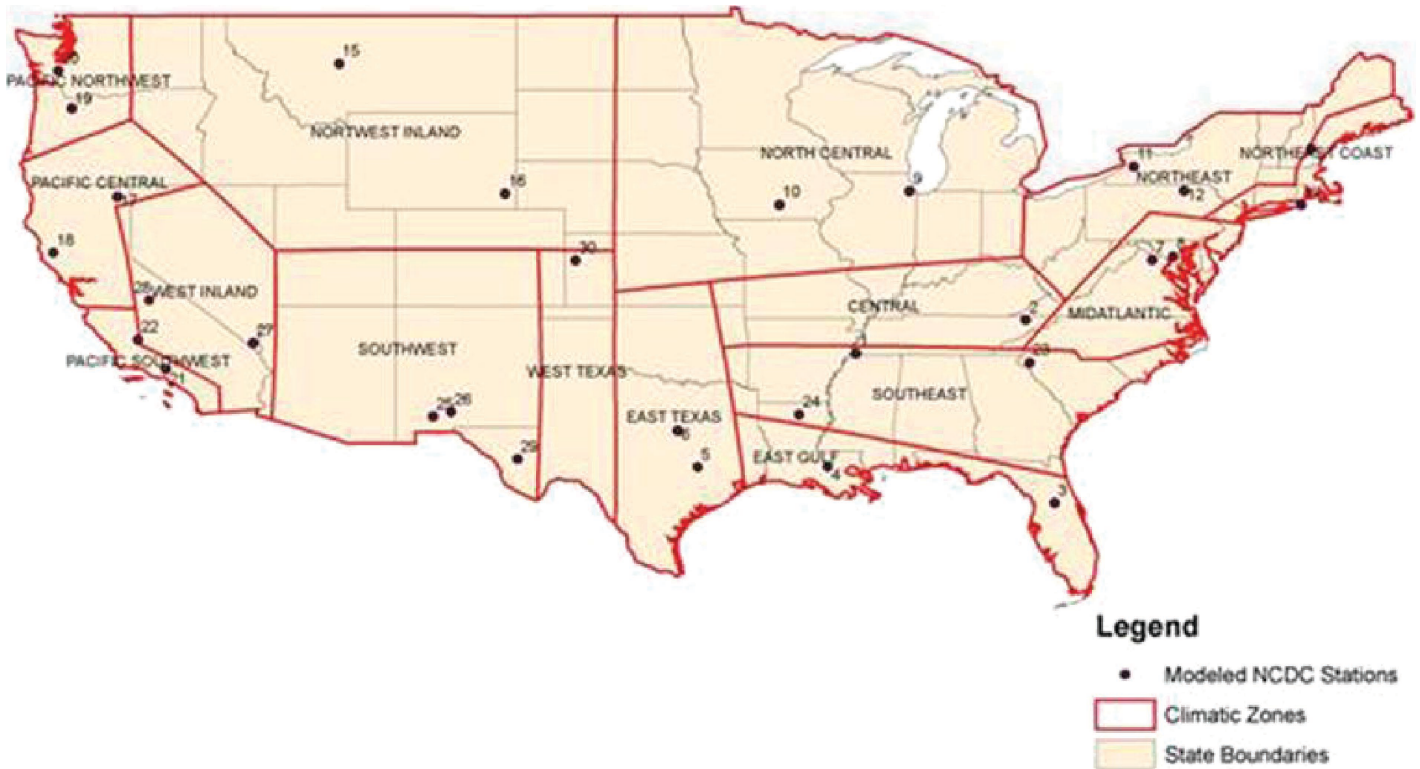 15
PACIFIC NORTHWEST
19
NORTWEST INLAND
NORTH CENTRAL
11
NORTHEAST COAST
NORTHEAST
PACIFIC CENTRAL
16
9
10
12
17
18
30
7
8
28
WEST INLAND
CENTRAL
2
MIDATLANTIC
22
27
SOUTHWEST
PACIFIC SOUTHWEST
21
WEST TEXAS
23
SOUTHEAST
25
26
EAST TEXAS
24
6
29
5
EAST GULF
4
3
Legend
Modeled NCDC Stations
Climatic Zones
State Boundaries